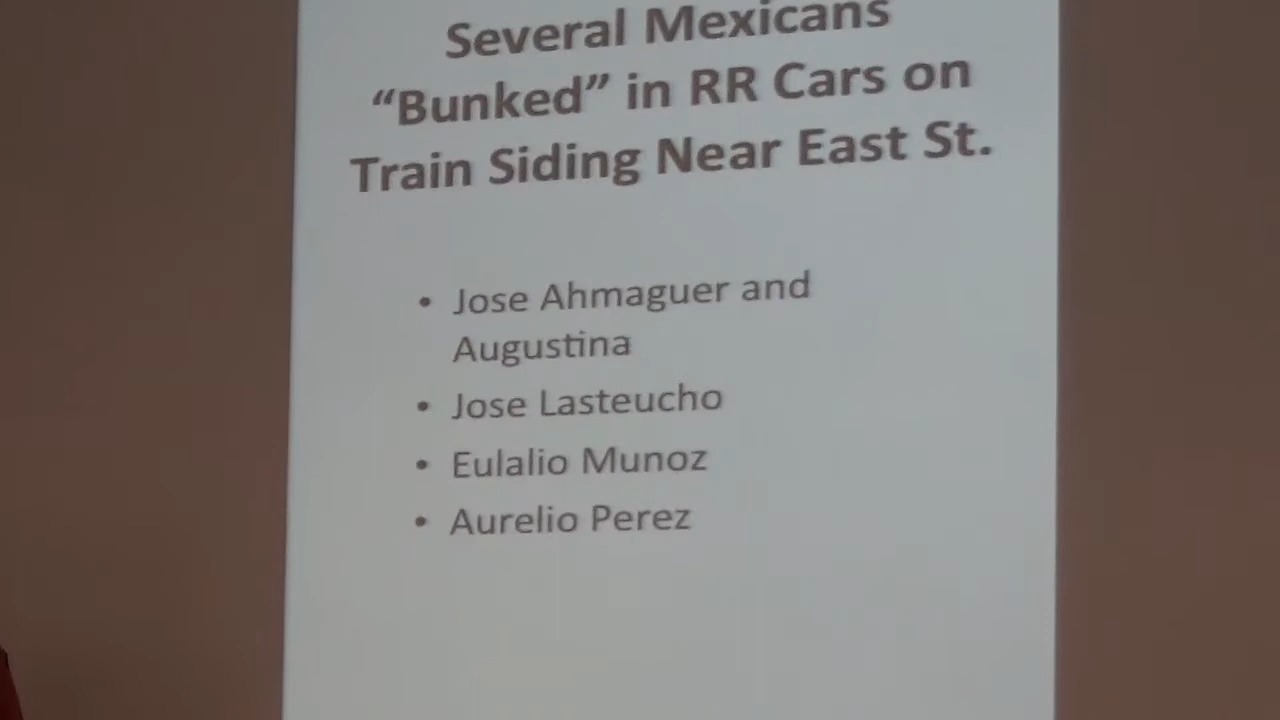 Several Mexicans
“Bunked” in RR Cars on
Train Siding Near East St.
• Jose Ahmaguer and
Augustina
• Jose Lasteucho
• Eulalio Munoz
• Aurelio Perez